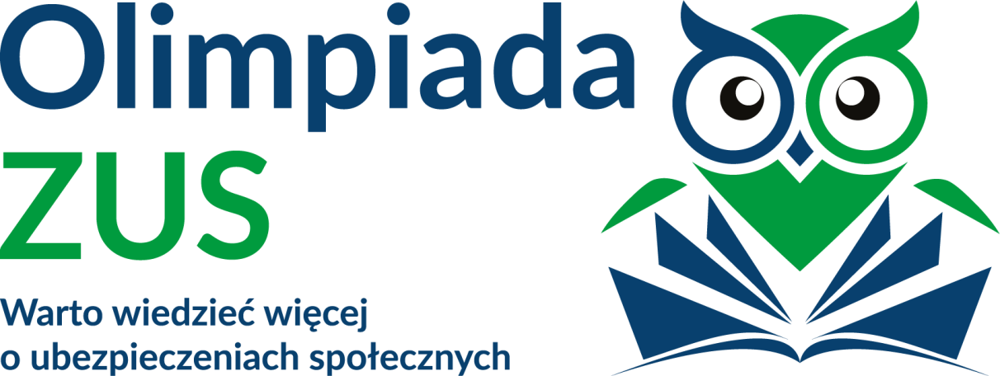 Olimpiada
ZUS
Warto wiedzieć więcej
o ubezpieczeniach społecznych